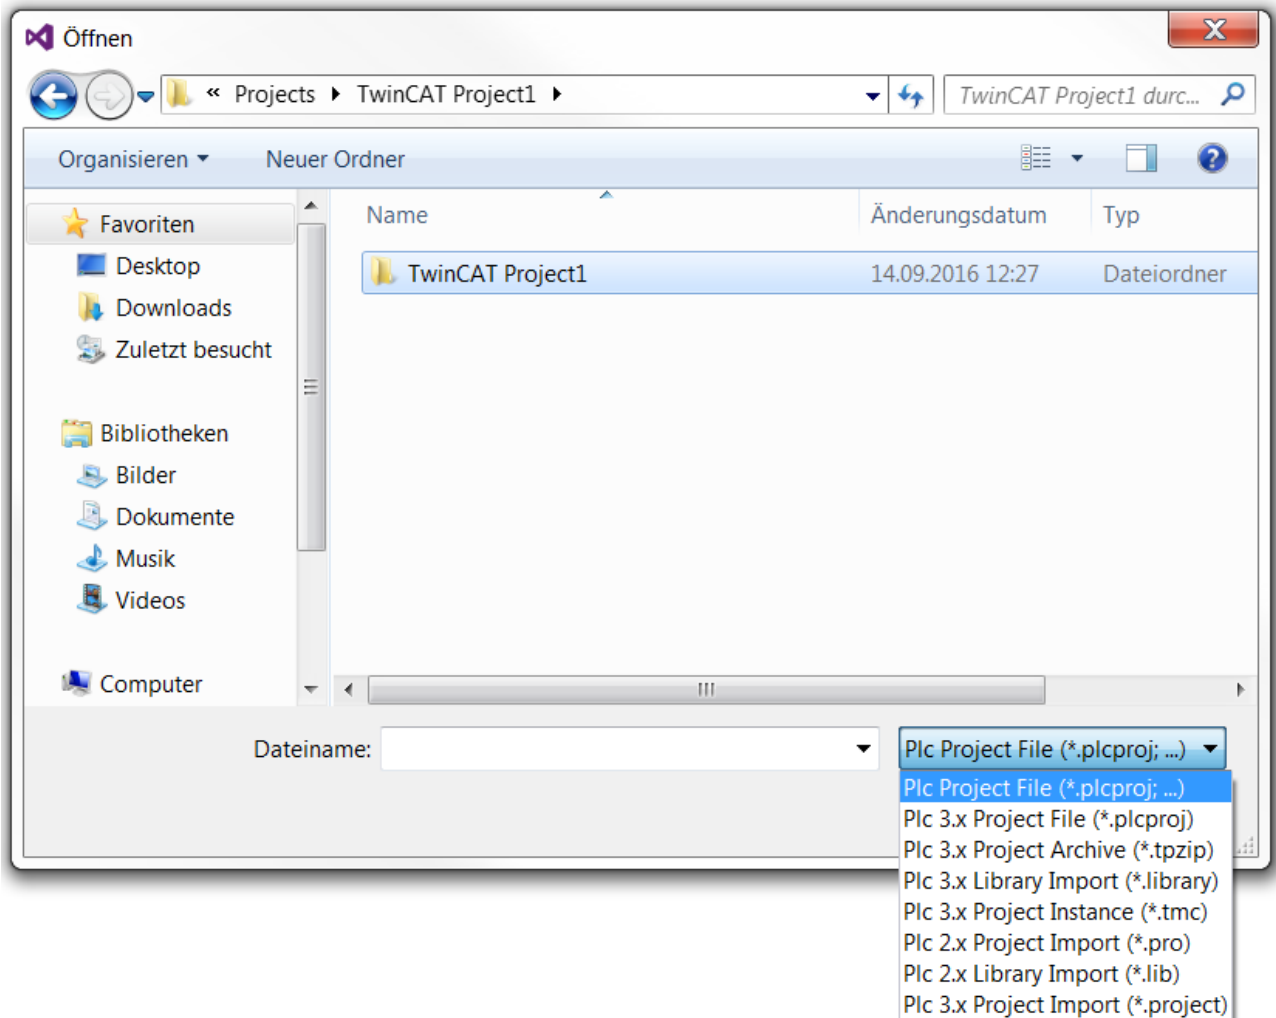 Öffnen
« Projects ▸ TwinCAT Project1 ▸
TwinCAT Project1 durc...
Organisieren
Neuer Ordner
Favoriten
Desktop
Downloads
Zuletzt besucht
Bibliotheken
Bilder
Dokumente
Musik
Videos
Computer
Name Änderungsdatum Typ
TwinCAT Project1 14.09.2016 12:27 Dateiordner
Dateiname:
Plc Project File (*.plcproj; ...)
Plc Project File (*.plcproj; ...)
Plc 3.x Project File (*.plcproj)
Plc 3.x Project Archive (*.tpzip)
Plc 3.x Library Import (*.library)
Plc 3.x Project Instance (*.tmc)
Plc 2.x Project Import (*.pro)
Plc 2.x Library Import (*.lib)
Plc 3.x Project Import (*.project)